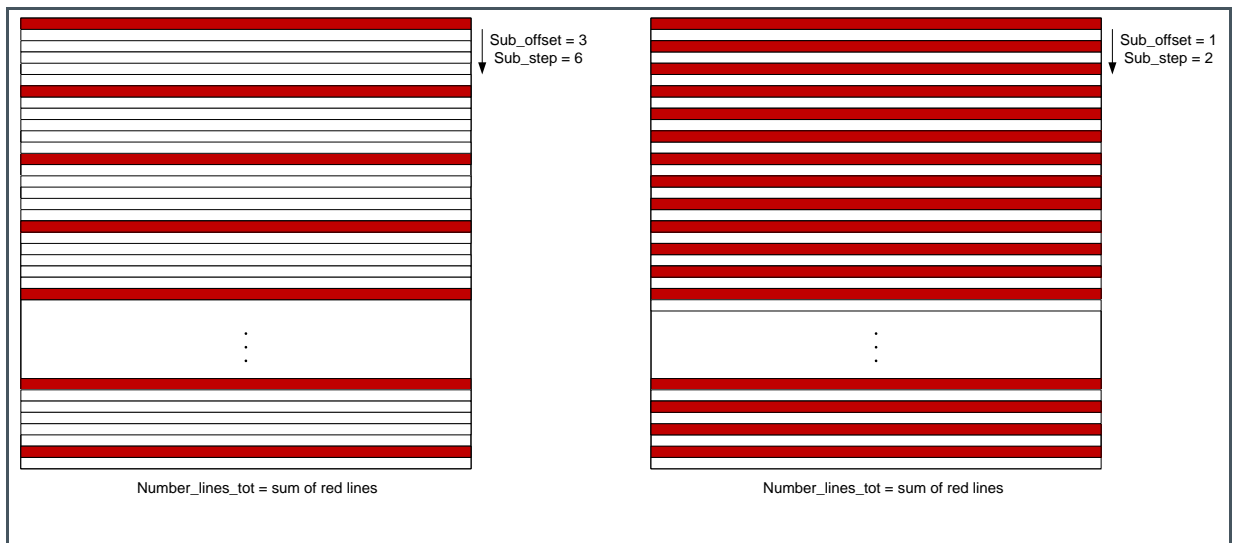 Sub_offset = 3
Sub_step = 6
Sub_offset = 1
Sub_step = 2
Number_lines_tot = sum of red lines
Number_lines_tot = sum of red lines